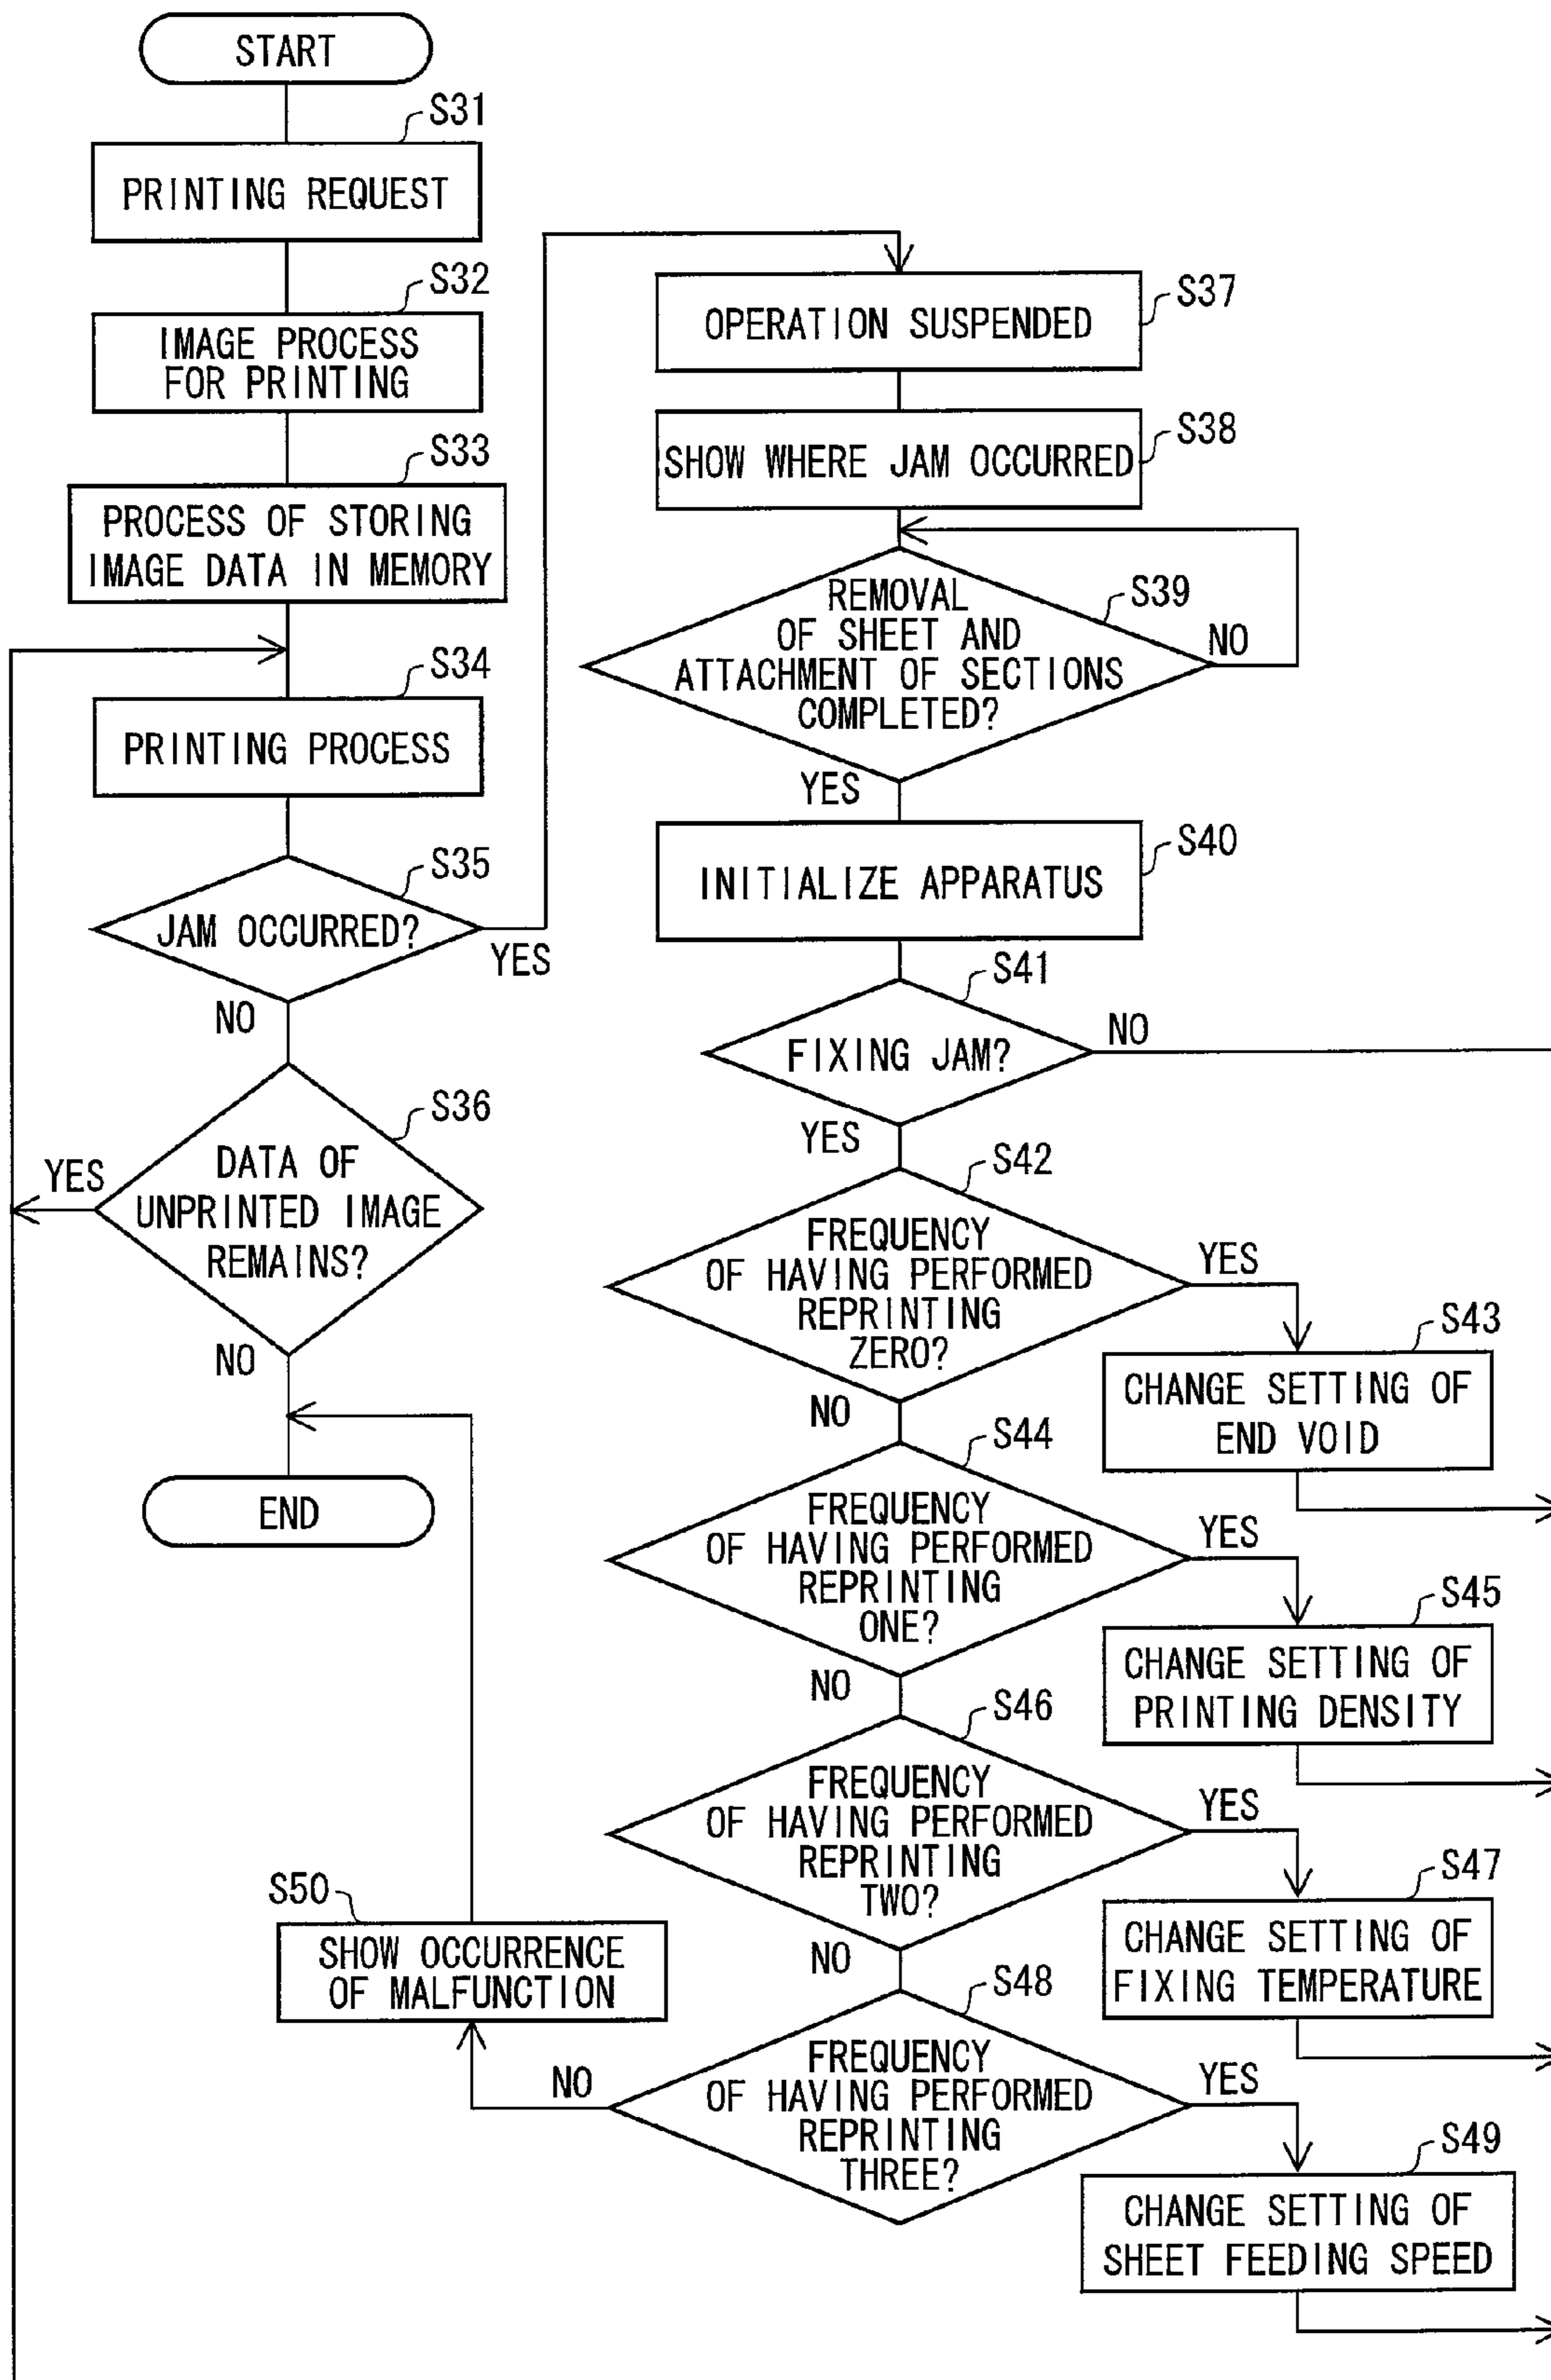 START
S31
PRINTING REQUEST
S32
IMAGE PROCESS
FOR PRINTING
S33
PROCESS OF STORING
IMAGE DATA IN MEMORY
S34
PRINTING PROCESS
S35
JAM OCCURRED?
YES
NO
S36
DATA OF
UNPRINTED IMAGE
REMAINS?
YES
NO
END
S37
OPERATION SUSPENDED
S38
SHOW WHERE JAM OCCURRED
S39
REMOVAL
OF SHEET AND
ATTACHMENT OF SECTIONS
COMPLETED?
NO
YES
S40
INITIALIZE APPARATUS
S41
FIXING JAM?
NO
YES
S42
FREQUENCY
OF HAVING PERFORMED
REPRINTING
ZERO?
YES
NO
S43
CHANGE SETTING OF
END VOID
S44
FREQUENCY
OF HAVING PERFORMED
REPRINTING
ONE?
YES
NO
S45
CHANGE SETTING OF
PRINTING DENSITY
S46
FREQUENCY
OF HAVING PERFORMED
REPRINTING
TWO?
YES
NO
S47
CHANGE SETTING OF
FIXING TEMPERATURE
S48
FREQUENCY
OF HAVING PERFORMED
REPRINTING
THREE?
YES
NO
S49
CHANGE SETTING OF
SHEET FEEDING SPEED
S50
SHOW OCCURRENCE
OF MALFUNCTION